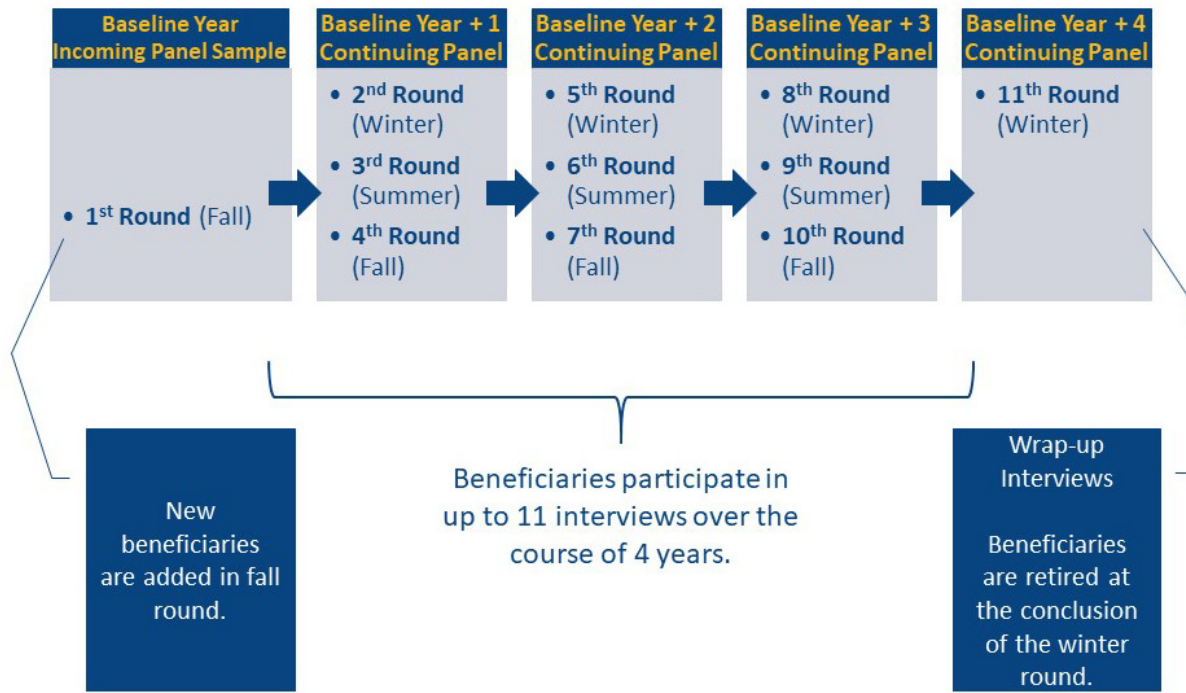 Baseline Year
Incoming Panel Sample
• 1st Round (Fall)
Baseline Year + 1
Continuing Panel
• 2nd Round
(Winter)
• 3rd Round
(Summer)
• 4th Round
(Fall)
Baseline Year + 2
Continuing Panel
• 5th Round
(Winter)
• 6th Round
(Summer)
• 7th Round
(Fall)
Baseline Year + 3
Continuing Panel
• 8th Round
(Winter)
• 9th Round
(Summer)
• 10th Round
(Fall)
Baseline Year + 4
Continuing Panel
• 11th Round
(Winter)
New
beneficiaries
are added in fall
round.
Beneficiaries participate in
up to 11 interviews over the
course of 4 years.
Wrap-up
Interviews
Beneficiaries
are retired at
the conclusion
of the winter
round.